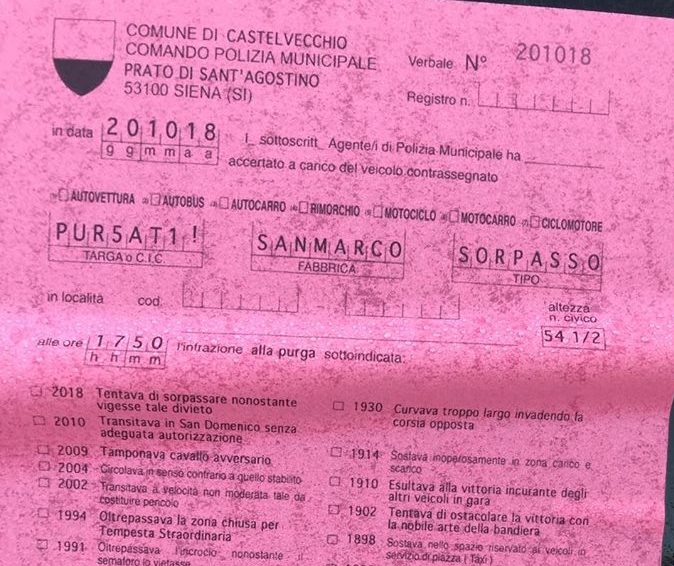 COMUNE DI CASTELVECCHIO
COMANDO POLIZIA MUNICIPALE
PRATO DI SANT'AGOSTINO
53100 SIENA (SI)
Verbale N° 201018
Registro n.
in data 201018
g g m m a a
I_ sottoscritt_ Agente/i di Polizia Municipale ha
accertato a carico del veicolo contrassegnato
AUTOVETTURA AUTOBUS AUTOCARRO RIMORCHIO MOTOCICLO MOTOCARRO CICLOMOTORE
PUR5AT1! SANMARCO SORPASSO
TARGA o C.I.C. FABBRICA TIPO
in località cod.
altezza
n. civico
54 1/2
alle ore 1750 l'infrazione alla purga sottoindicata:
h h m m
2018 Tentava di sorpassare nonostante
vigesse tale divieto
2010 Transitava in San Domenico senza
adeguata autorizzazione
2009 Tamponava cavallo avversario
2004 Circolava in senso contrario a quello stabilito
2002 Transitava a velocità non moderata tale da
costituire pericolo
1994 Oltrepassava la zona chiusa per
Tempesta Straordinaria
1991 Oltrepassava l'incrocio nonostante il
semaforo lo vietasse
1930 Curvava troppo largo invadendo la
corsia opposta
1914 Sostava inoperosamente in zona carico e
scarico
1910 Esultava alla vittoria incurante degli
altri veicoli in gara
1902 Tentava di ostacolare la vittoria con
la nobile arte della bandiera
1898 Sostava nello spazio riservato ai veicoli in
servizio di piazza (Taxi)